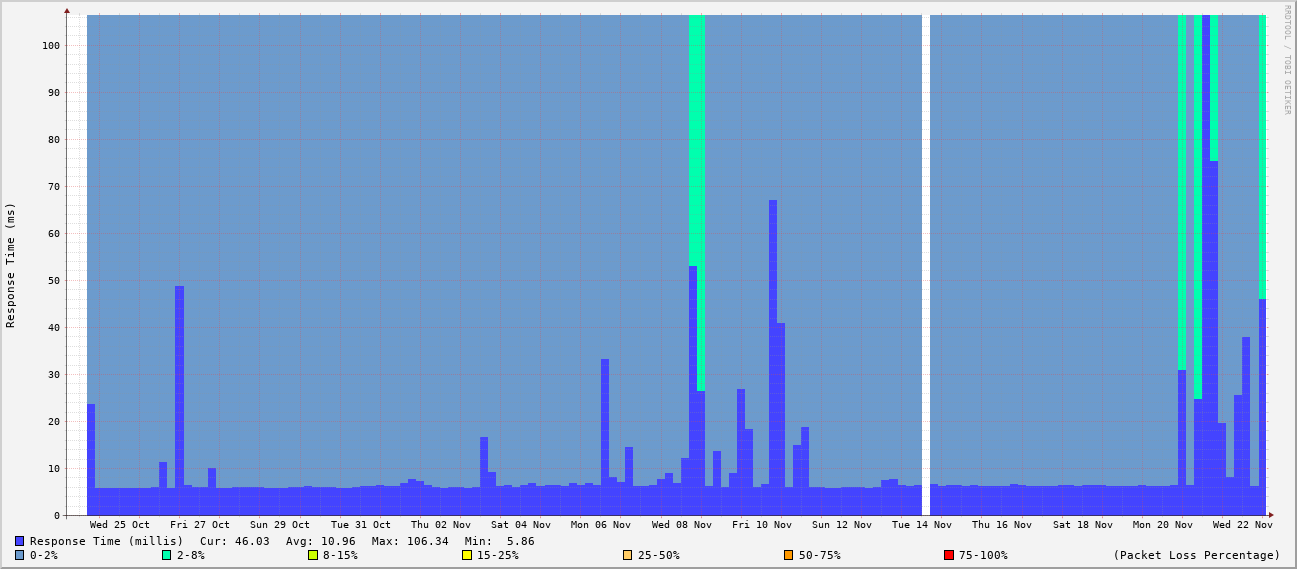 RRDTOOL / TOBI OETIKER
Response Time (ms)
100
90
80
70
60
50
40
30
20
10
0
Wed 25 Oct Fri 27 Oct Sun 29 Oct Tue 31 Oct Thu 02 Nov Sat 04 Nov Mon 06 Nov Wed 08 Nov Fri 10 Nov Sun 12 Nov Tue 14 Nov Thu 16 Nov Sat 18 Nov Mon 20 Nov Wed 22 Nov
Response Time (millis) Cur: 46.03 Avg: 10.96 Max: 106.34 Min: 5.86
0-2% 2-8% 8-15% 15-25% 25-50% 50-75% 75-100% (Packet Loss Percentage)